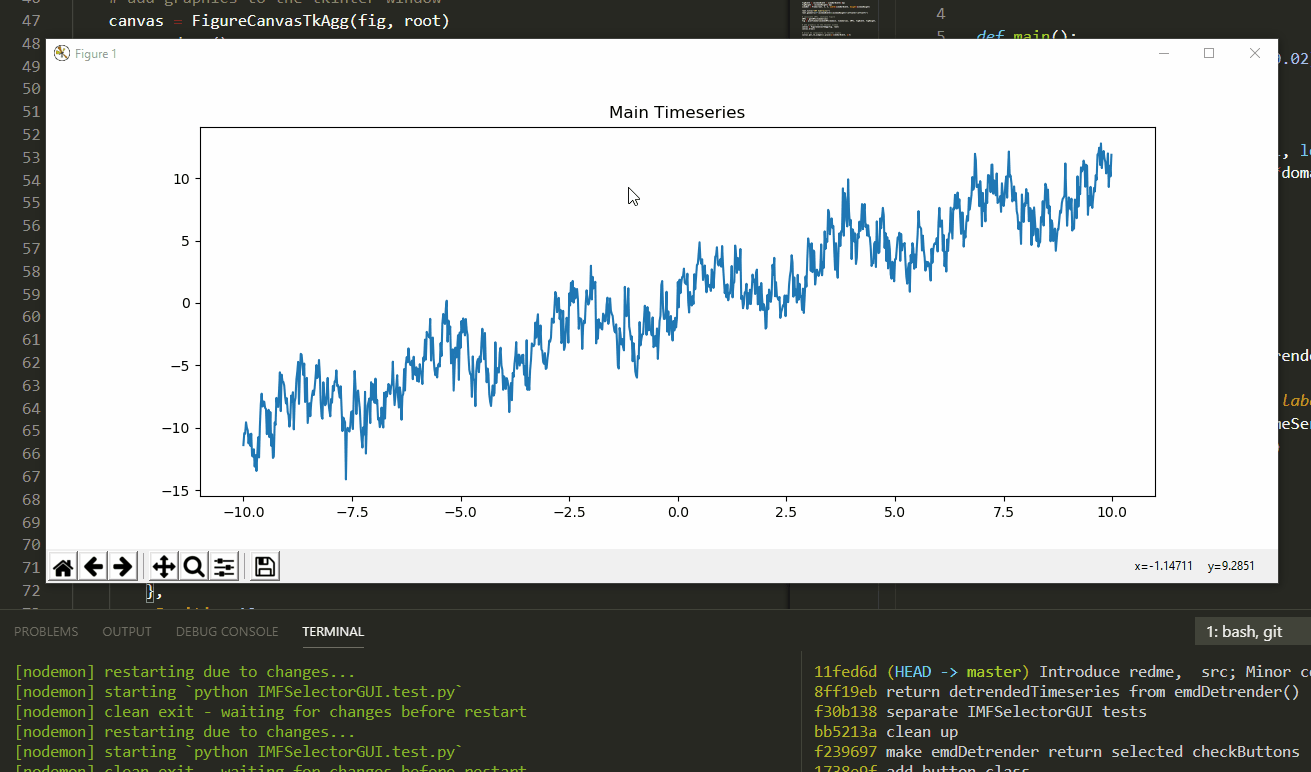 46 # add graphics to the tkinter window
47 canvas = FigureCanvasTkAgg(fig, root)
48
49
50
51
52
53
54
55
56
57
58
59
60
61
62
63
64
65
66
67
68
69
70
71
72 },
4
5 def main():
0.02
Figure 1
Main Timeseries
10
5
0
−5
−10
−15
−10.0 −7.5 −5.0 −2.5 0.0 2.5 5.0 7.5 10.0
x=-1.14711 y=9.2851
PROBLEMS OUTPUT DEBUG CONSOLE TERMINAL
1: bash, git
[nodemon] restarting due to changes...
[nodemon] starting `python IMFSelectorGUI.test.py`
[nodemon] clean exit - waiting for changes before restart
[nodemon] restarting due to changes...
[nodemon] starting `python IMFSelectorGUI.test.py`
[nodemon] clean exit - waiting for changes before restart
11fed6d (HEAD -> master) Introduce redme, src; Minor
8ff19eb return detrendedTimeseries from emdDetrender()
f30b138 separate IMFSelectorGUI tests
bb5213a clean up
f239697 make emdDetrender return selected checkButtons
1738e9f add button class